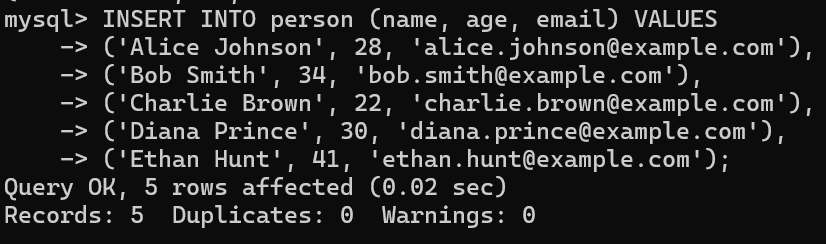 mysql> INSERT INTO person (name, age, email) VALUES
    -> ('Alice Johnson', 28, 'alice.johnson@example.com'),
    -> ('Bob Smith', 34, 'bob.smith@example.com'),
    -> ('Charlie Brown', 22, 'charlie.brown@example.com'),
    -> ('Diana Prince', 30, 'diana.prince@example.com'),
    -> ('Ethan Hunt', 41, 'ethan.hunt@example.com');
Query OK, 5 rows affected (0.02 sec)
Records: 5  Duplicates: 0  Warnings: 0